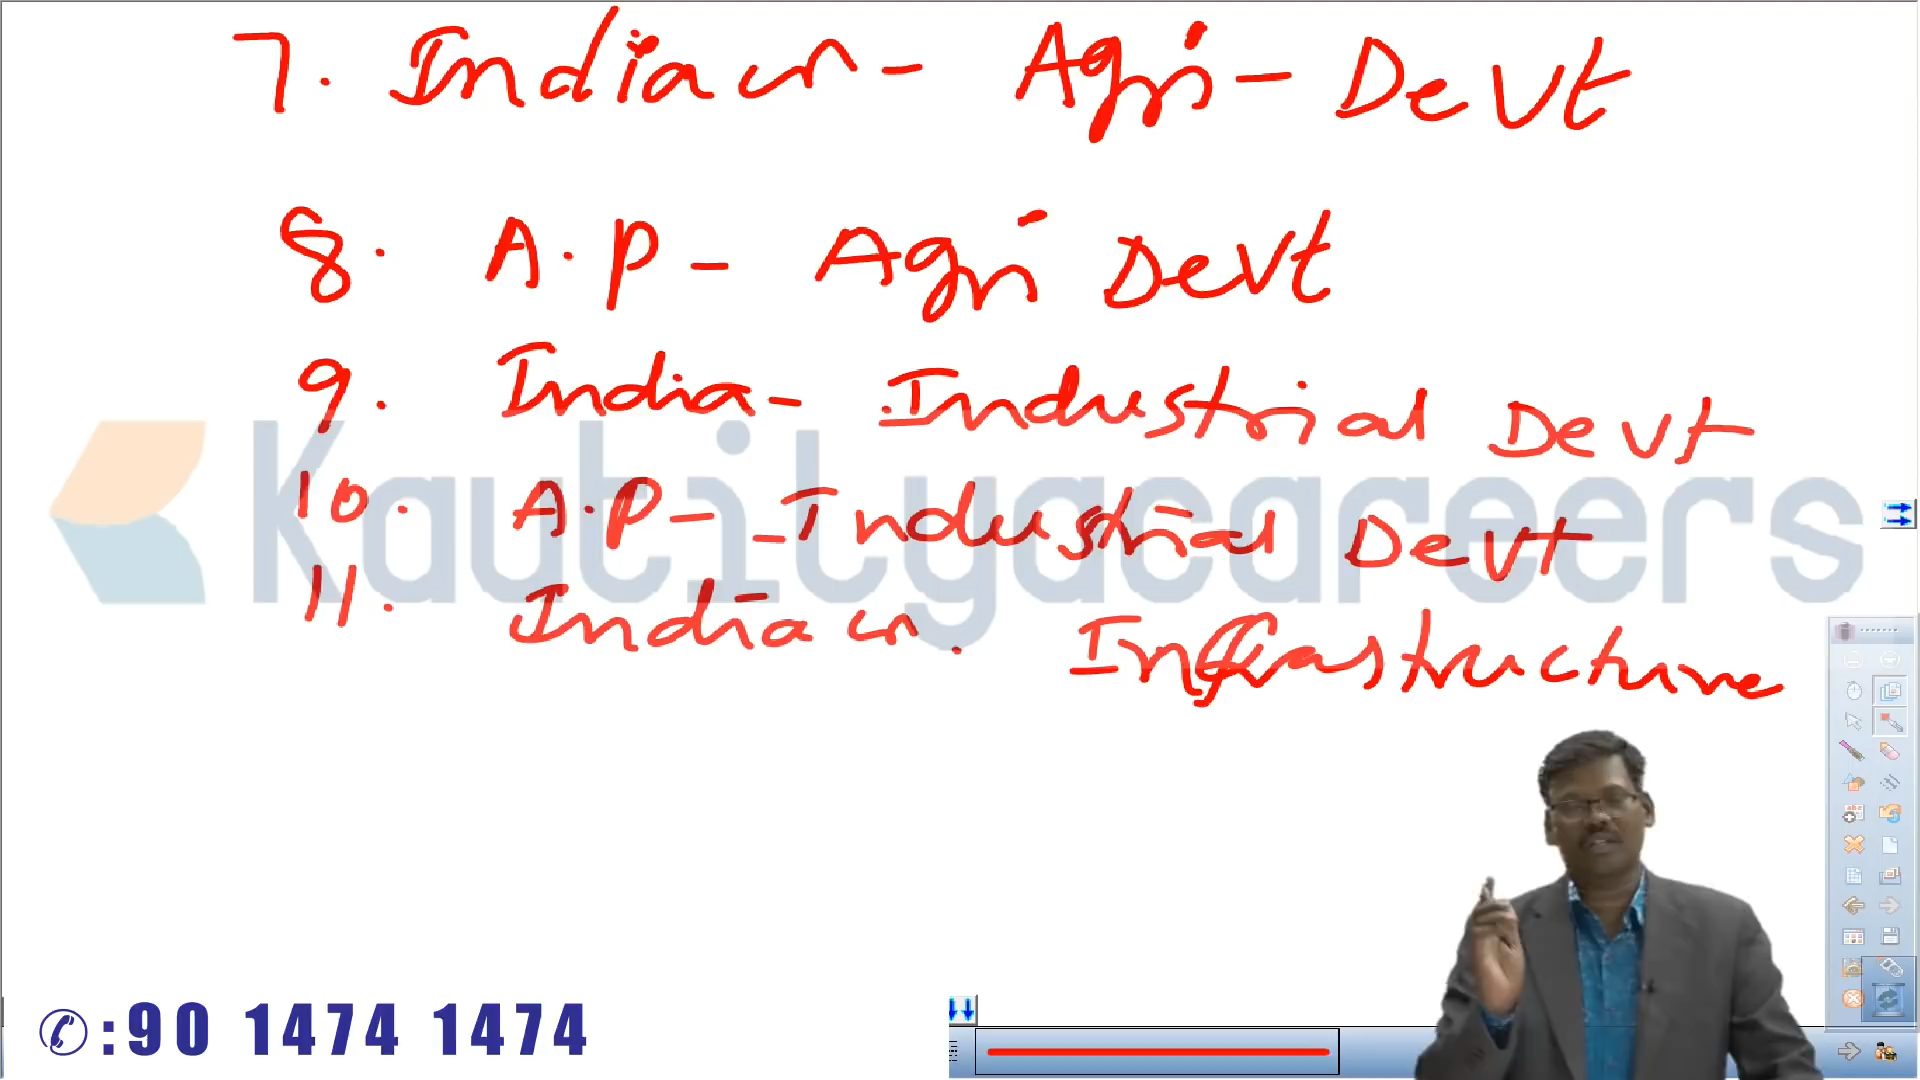 7. Indian - Agri - Devt
8. A.P - Agri Devt
9. India - Industrial Devt
10. A.P - Industrial Devt
11. Indian. Infrastructure
Kautilyacareers
✆:90 1474 1474